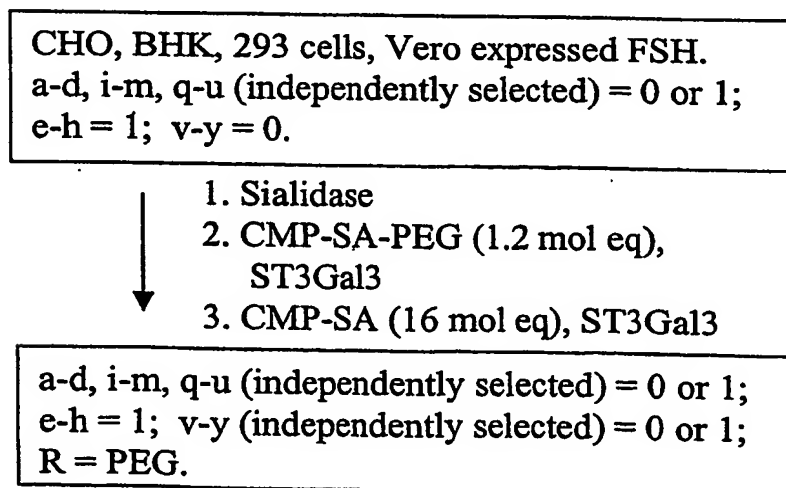 CHO, BHK, 293 cells, Vero expressed FSH.
a-d, i-m, q-u (independently selected) = 0 or 1;
e-h = 1; v-y = 0.
1. Sialidase
2. CMP-SA-PEG (1.2 mol eq),
ST3Gal3
3. CMP-SA (16 mol eq), ST3Gal3
a-d, i-m, q-u (independently selected) = 0 or 1;
e-h = 1; v-y (independently selected) = 0 or 1;
R = PEG.